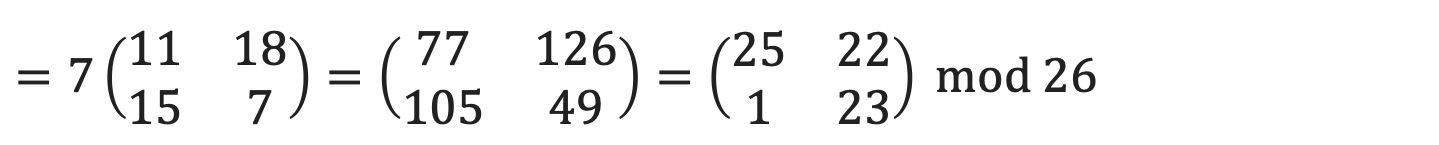 = 7 (11 18 15 7) = (77 126 105 49) = (25 22 1 23) mod 26